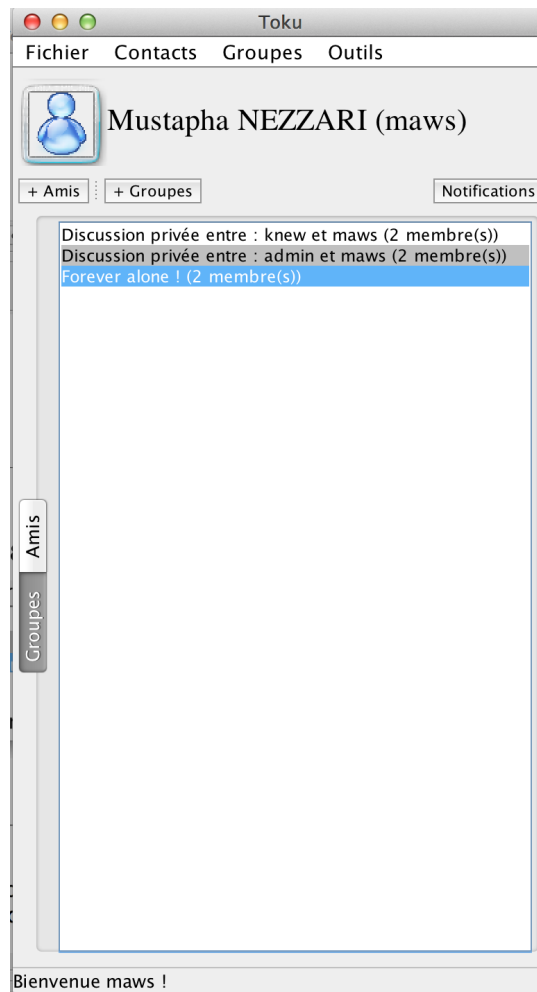 Toku
Fichier Contacts Groupes Outils
Mustapha NEZZARI (maws)
+ Amis + Groupes Notifications
Discussion privée entre : knew et maws (2 membre(s))
Discussion privée entre : admin et maws (2 membre(s))
Forever alone ! (2 membre(s))
Amis
Groupes
Bienvenue maws !